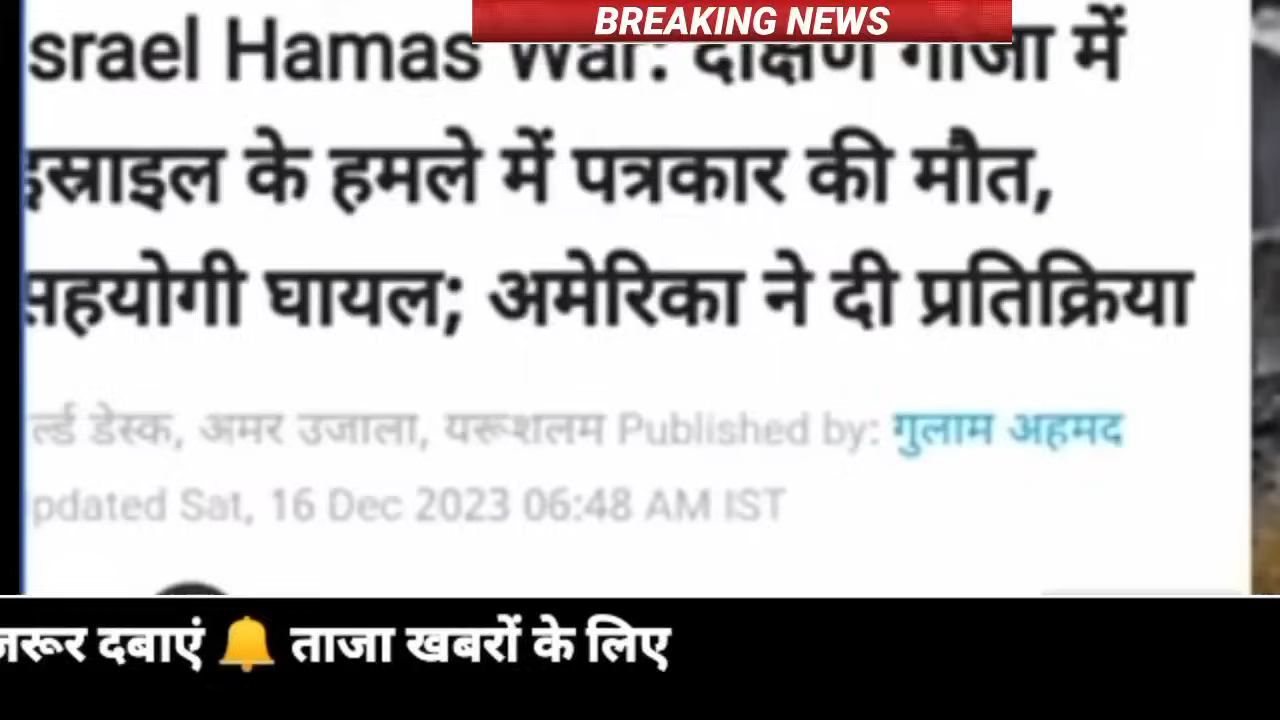 BREAKING NEWS
srael Hamas War: दक्षिण गाजा में
इस्राइल के हमले में पत्रकार की मौत,
सहयोगी घायल; अमेरिका ने दी प्रतिक्रिया
र्ल्ड डेस्क, अमर उजाला, यरूशलम Published by: गुलाम अहमद
pdated Sat, 16 Dec 2023 06:48 AM IST
जरूर दबाएं 🔔 ताजा खबरों के लिए